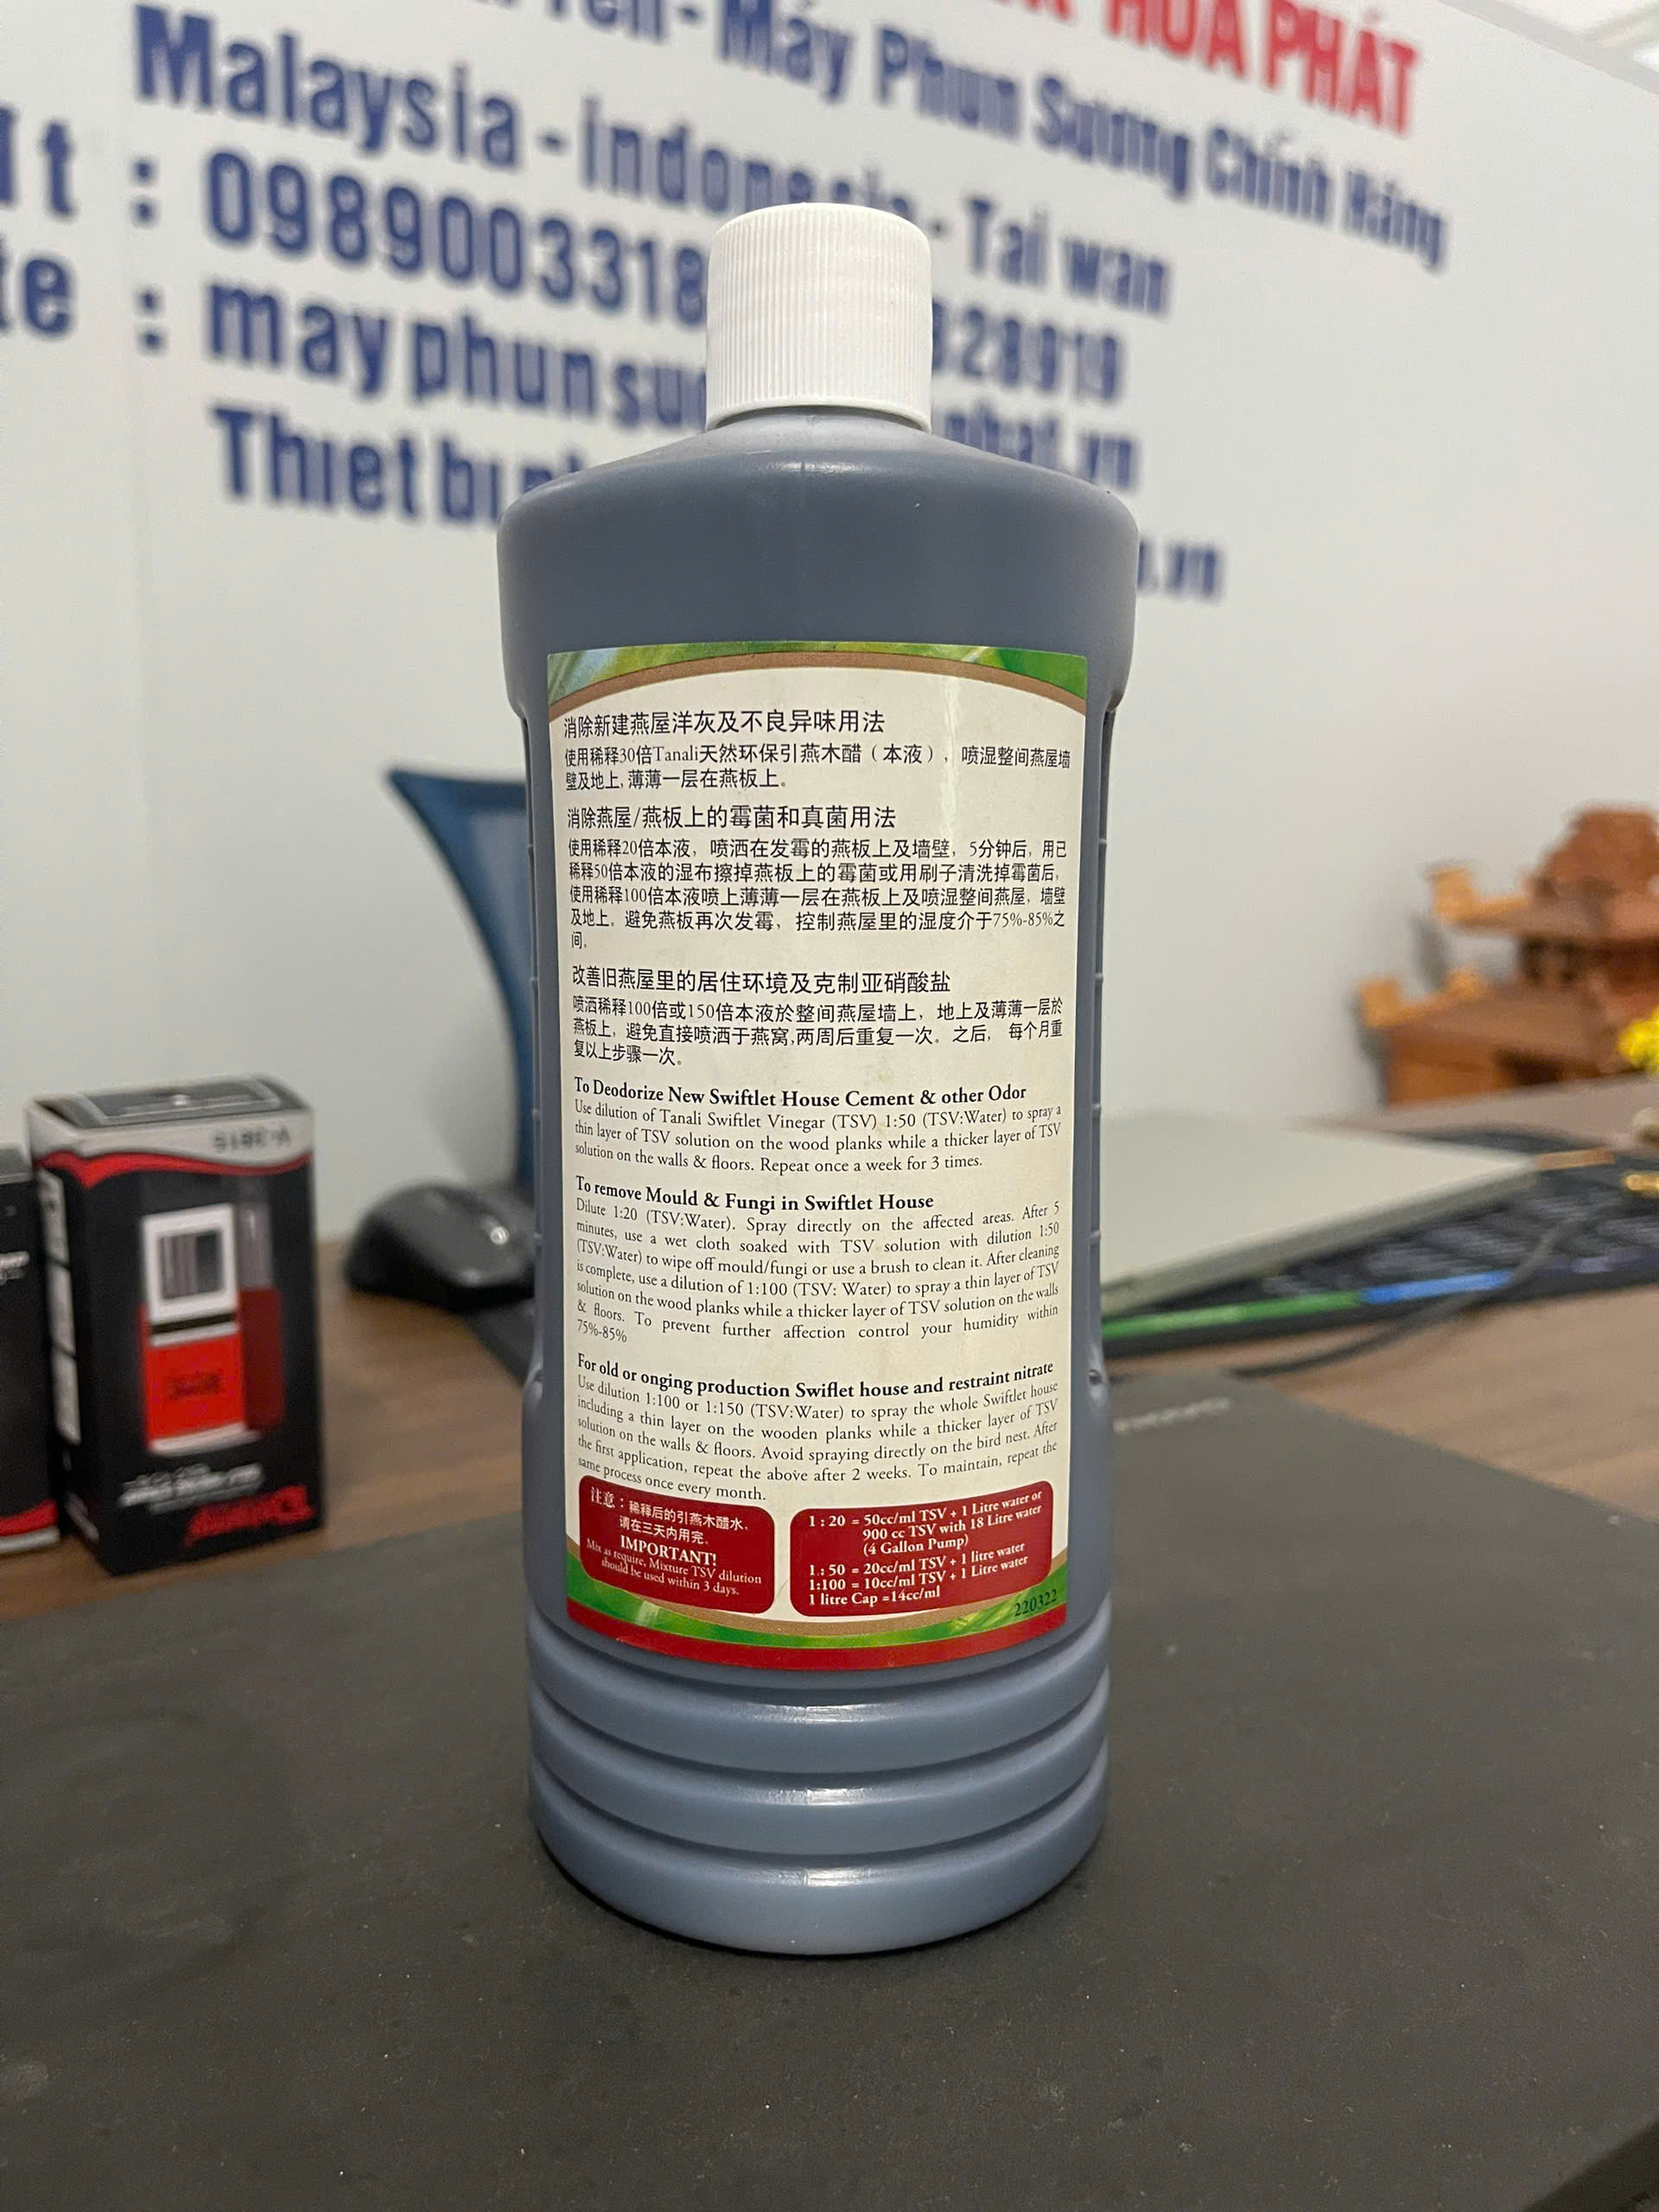 HÒA PHÁT
Máy Phun Sương Chính Hãng
Malaysia - indonesia - Tai wan
: 0989003318
328919
: mayphunsuo
phat.vn
Thiet bi
.vn
消除新建燕屋洋灰及不良异味用法
使用稀释30倍Tanali天然环保引燕木醋（本液），喷湿整间燕屋墙
壁及地上,薄薄一层在燕板上。
消除燕屋/燕板上的霉菌和真菌用法
使用稀释20倍本液，喷洒在发霉的燕板上及墙壁，5分钟后，用已
稀释50倍本液的湿布擦掉燕板上的霉菌或用刷子清洗掉霉菌后，
使用稀释100倍本液喷上薄薄一层在燕板上及喷湿整间燕屋，墙壁
及地上。避免燕板再次发霉，控制燕屋里的湿度介于75%-85%之
间。
改善旧燕屋里的居住环境及克制亚硝酸盐
喷洒稀释100倍或150倍本液於整间燕屋墙上，地上及薄薄一层於
燕板上，避免直接喷洒于燕窝,两周后重复一次。之后，每个月重
复以上步骤一次。
To Deodorize New Swiftlet House Cement & other Odor
Use dilution of Tanali Swiftlet Vinegar (TSV) 1:50 (TSV:Water) to spray a
thin layer of TSV solution on the wood planks while a thicker layer of TSV
solution on the walls & floors. Repeat once a week for 3 times.
To remove Mould & Fungi in Swiftlet House
Dilute 1:20 (TSV:Water). Spray directly on the affected areas. After 5
minutes, use a wet cloth soaked with TSV solution with dilution 1:50
(TSV:Water) to wipe off mould/fungi or use a brush to clean it. After cleaning
is complete, use a dilution of 1:100 (TSV: Water) to spray a thin layer of TSV
solution on the wood planks while a thicker layer of TSV solution on the walls
& floors. To prevent further affection control your humidity within
75%-85%
For old or onging production Swiflet house and restraint nitrate
Use dilution 1:100 or 1:150 (TSV:Water) to spray the whole Swiftlet house
including a thin layer on the wooden planks while a thicker layer of TSV
solution on the walls & floors. Avoid spraying directly on the bird nest. After
the first application, repeat the above after 2 weeks. To maintain, repeat the
same process once every month.
注意：稀释后的引燕木醋水，
请在三天内用完。
IMPORTANT!
Mix as require, Mixture TSV dilution
should be used within 3 days.
1 : 20 = 50cc/ml TSV + 1 Litre water or
900 cc TSV with 18 Litre water
(4 Gallon Pump)
1.: 50 = 20cc/ml TSV + 1 litre water
1:100 = 10cc/ml TSV + 1 Litre water
1 litre Cap =14cc/ml
220322